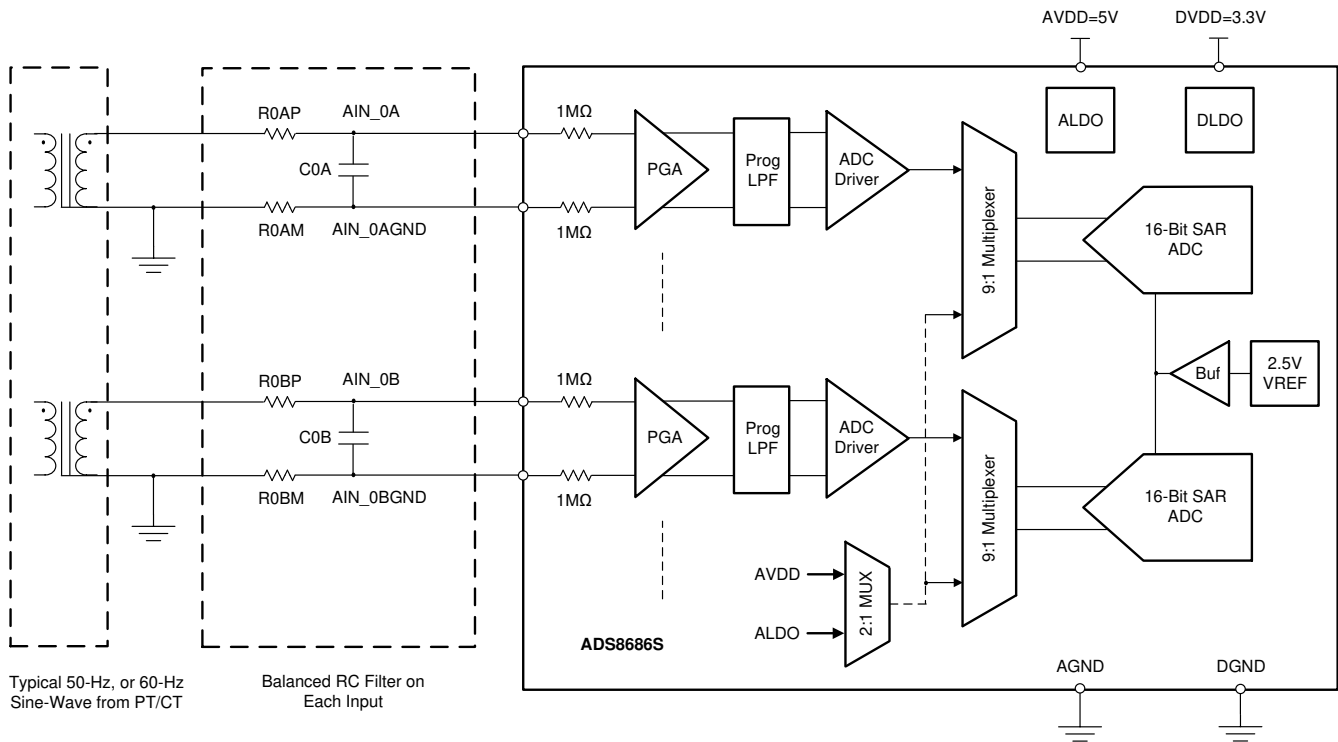 AVDD=5V
DVDD=3.3V
R0AP
AIN_0A
1MΩ
C0A
PGA
Prog
LPF
ADC
Driver
9:1 Multiplexer
ALDO
DLDO
16-Bit SAR
ADC
R0AM
AIN_0AGND
1MΩ
R0BP
AIN_0B
1MΩ
C0B
PGA
Prog
LPF
ADC
Driver
9:1 Multiplexer
Buf
2.5V
VREF
16-Bit SAR
ADC
R0BM
AIN_0BGND
1MΩ
AVDD
ALDO
2:1 MUX
ADS8686S
AGND
DGND
Typical 50-Hz, or 60-Hz
Sine-Wave from PT/CT
Balanced RC Filter on
Each Input